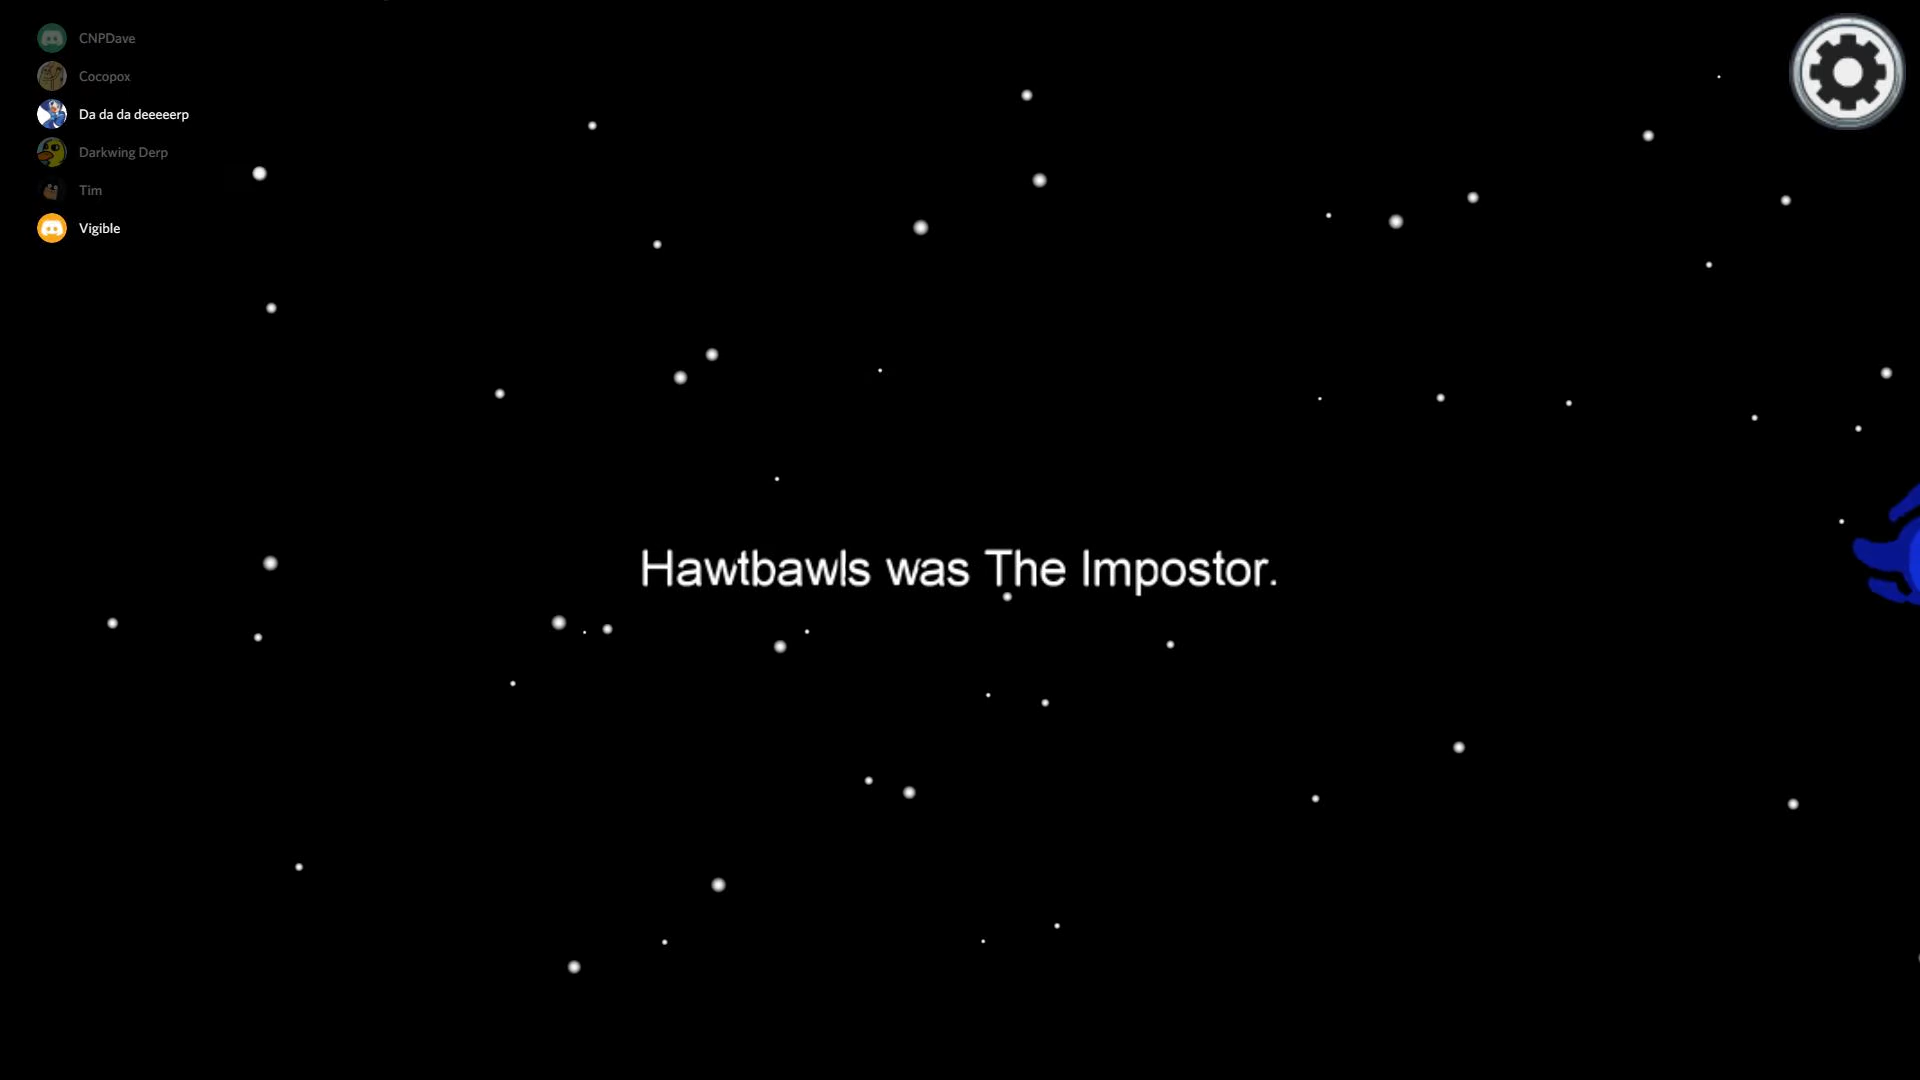 CNPDave
Cocopox
Da da da deeeeerp
Darkwing Derp
Tim
Vigible
Hawtbawls was The Impostor.